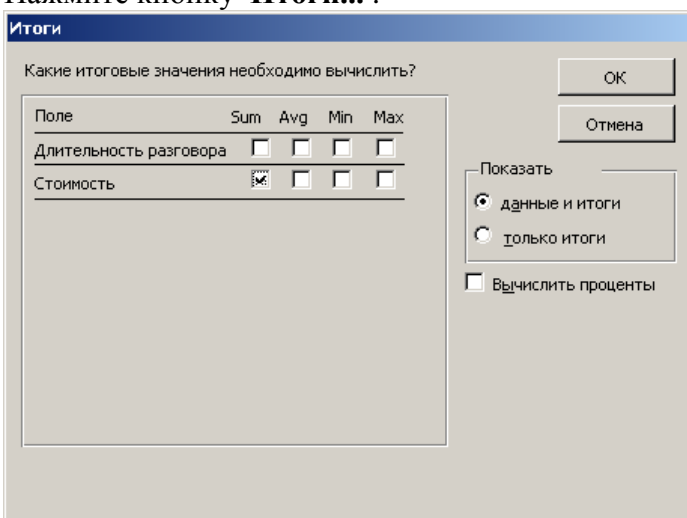 Нажмите кнопку "Итоги...".
Итоги
Какие итоговые значения необходимо вычислить?
Поле Sum Avg Min Max
Длительность разговора
Стоимость
ОК
Отмена
Показать
данные и итоги
только итоги
Вычислить проценты